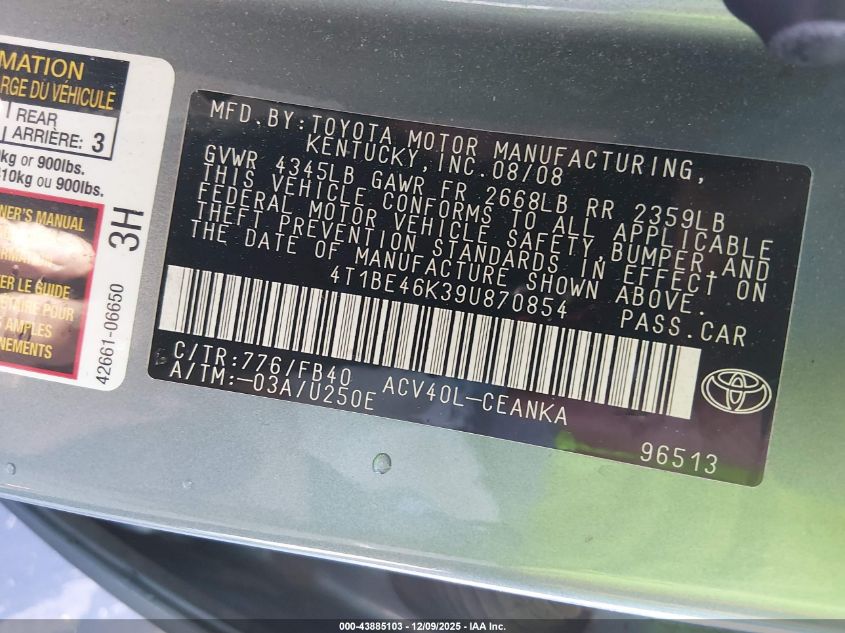 MATION
RGE DU VÉHICULE
REAR
ARRIÈRE: 3
kg or 900lbs.
10kg ou 900lbs.
NER'S MANUAL
ER LE GUIDE
TAIRE POUR
AMPLES
NEMENTS
3H
42661-06650
MFD. BY: TOYOTA MOTOR MANUFACTURING,
KENTUCKY, INC. 08/08
GVWR 4345LB GAWR FR 2668LB RR 2359LB
THIS VEHICLE CONFORMS TO ALL APPLICABLE
FEDERAL MOTOR VEHICLE SAFETY, BUMPER, AND
THEFT PREVENTION STANDARDS IN EFFECT ON
THE DATE OF MANUFACTURE SHOWN ABOVE.
4T1BE46K39U870854 PASS. CAR
C/TR: 776/FB40 ACV40L-CEANKA
A/TM: -03A/U250E
96513
000-43885103 - 12/09/2025 - IAA Inc.